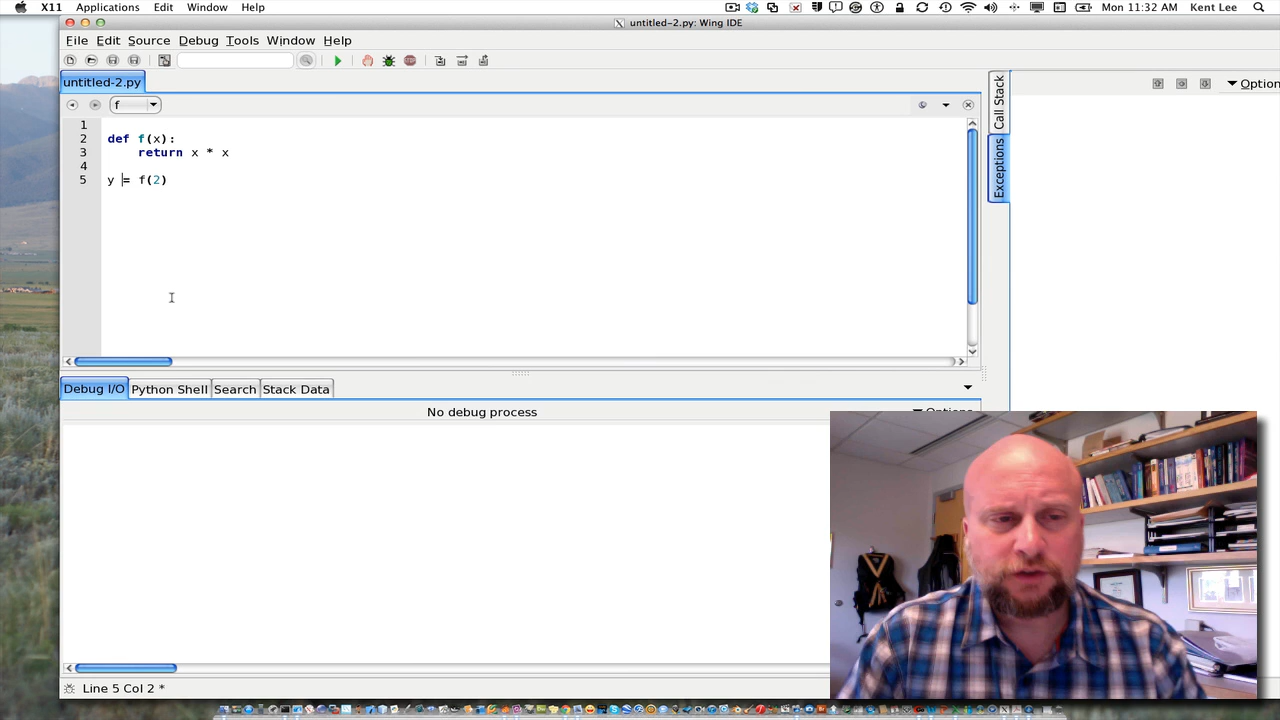 X11 Applications Edit Window Help Mon 11:32 AM Kent Lee
untitled-2.py: Wing IDE
File Edit Source Debug Tools Window Help
untitled-2.py
f
Call Stack
Exceptions
1
2 def f(x):
3 return x * x
4
5 y = f(2)
Debug I/O Python Shell Search Stack Data
No debug process
Line 5 Col 2 *